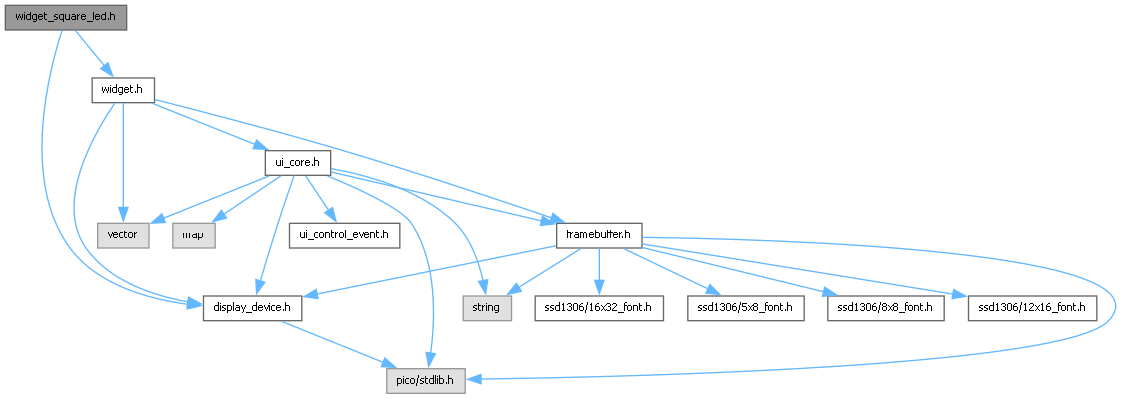 widget_square_led.h
widget.h
ui_core.h
vector
map
ui_control_event.h
framebuffer.h
display_device.h
string
ssd1306/16x32_font.h
ssd1306/5x8_font.h
ssd1306/8x8_font.h
ssd1306/12x16_font.h
pico/stdlib.h